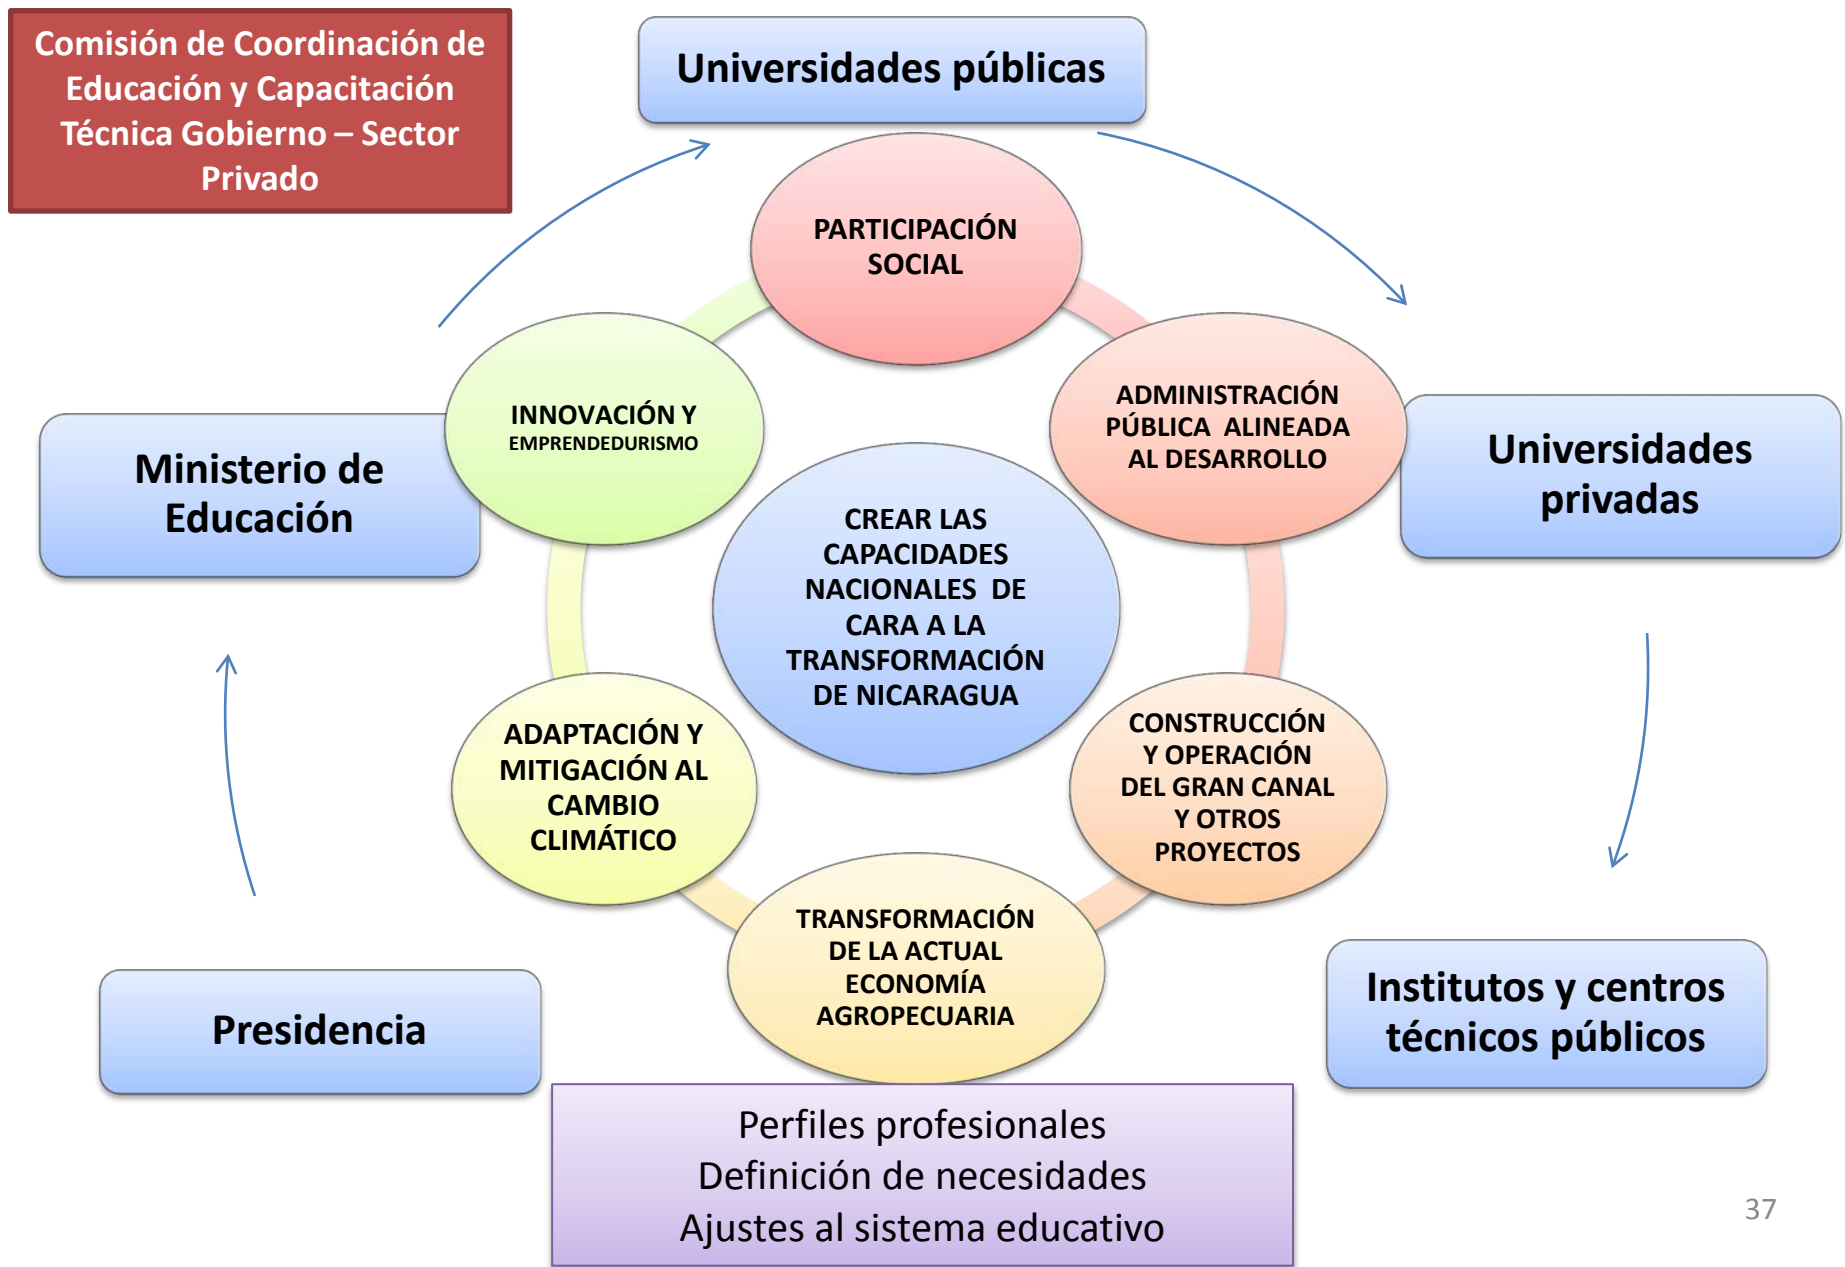 Comisión de Coordinación de
Educación y Capacitación
Técnica Gobierno – Sector
Privado
Universidades públicas
PARTICIPACIÓN
SOCIAL
INNOVACIÓN Y
EMPRENDEDURISMO
ADMINISTRACIÓN
PÚBLICA ALINEADA
AL DESARROLLO
Ministerio de
Educación
Universidades
privadas
CREAR LAS
CAPACIDADES
NACIONALES DE
CARA A LA
TRANSFORMACIÓN
DE NICARAGUA
ADAPTACIÓN Y
MITIGACIÓN AL
CAMBIO
CLIMÁTICO
CONSTRUCCIÓN
Y OPERACIÓN
DEL GRAN CANAL
Y OTROS
PROYECTOS
TRANSFORMACIÓN
DE LA ACTUAL
ECONOMÍA
AGROPECUARIA
Presidencia
Institutos y centros
técnicos públicos
Perfiles profesionales
Definición de necesidades
Ajustes al sistema educativo
37